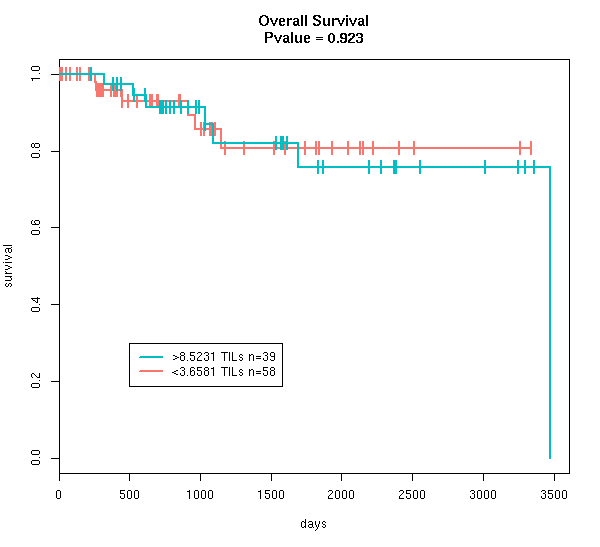 Overall Survival
Pvalue = 0.923
1.0
0.8
0.6
0.4
0.2
0.0
survival
>8.5231 TILs n=39
<3.6581 TILs n=58
0 500 1000 1500 2000 2500 3000 3500
days